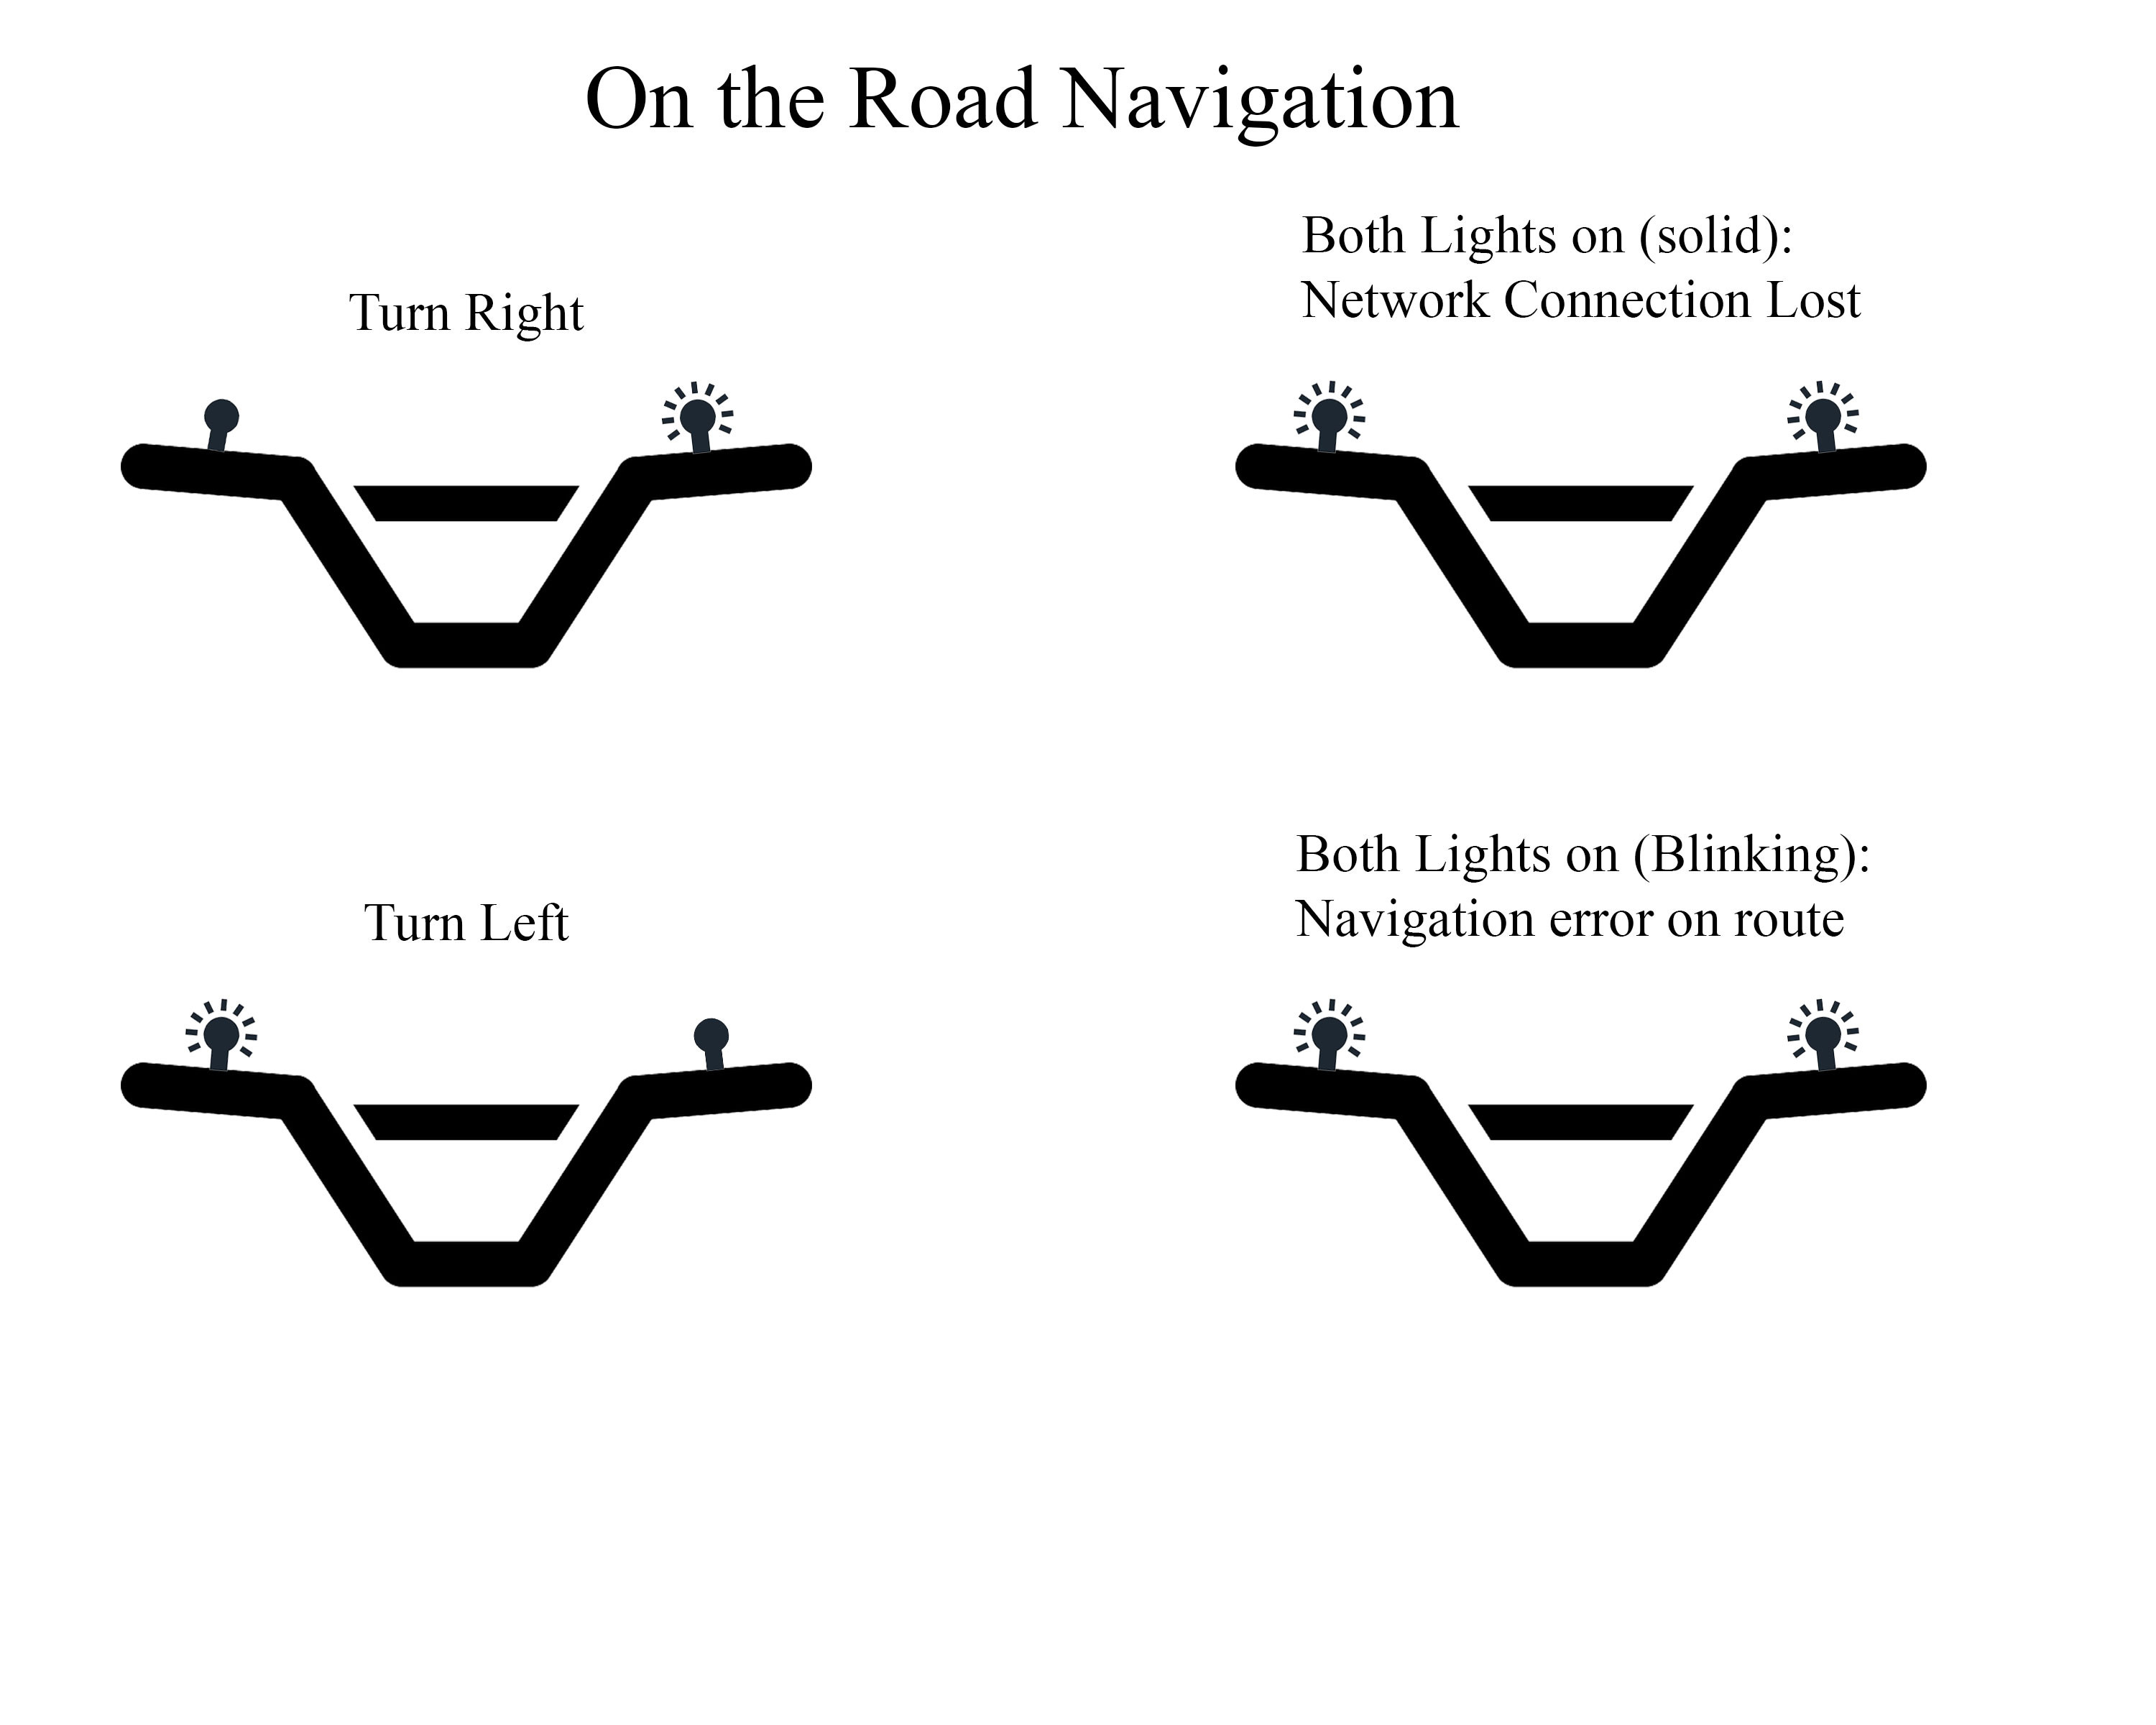 On the Road Navigation
Turn Right
Both Lights on (solid):
Network Connection Lost
Turn Left
Both Lights on (Blinking):
Navigation error on route